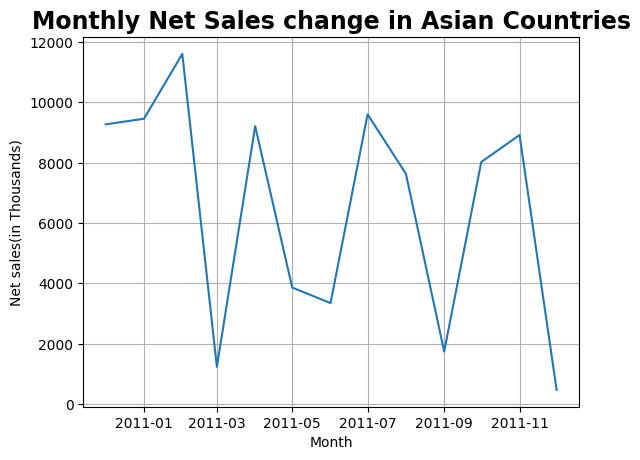 Monthly Net Sales change in Asian Countries
12000
10000
8000
6000
4000
2000
0
Net sales(in Thousands)
2011-01 2011-03 2011-05 2011-07 2011-09 2011-11
Month